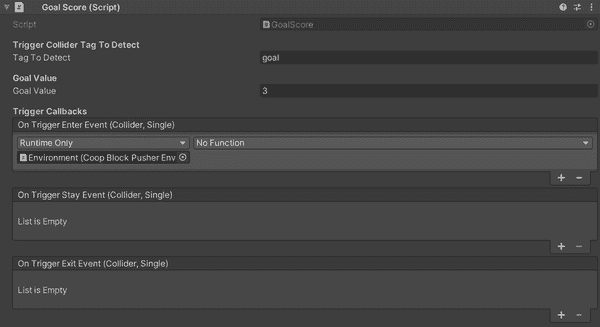 Goal Score (Script)
Script GoalScore
Trigger Collider Tag To Detect
Tag To Detect goal
Goal Value
Goal Value 3
Trigger Callbacks
On Trigger Enter Event (Collider, Single)
Runtime Only No Function
Environment (Coop Block Pusher Env
On Trigger Stay Event (Collider, Single)
List is Empty
On Trigger Exit Event (Collider, Single)
List is Empty